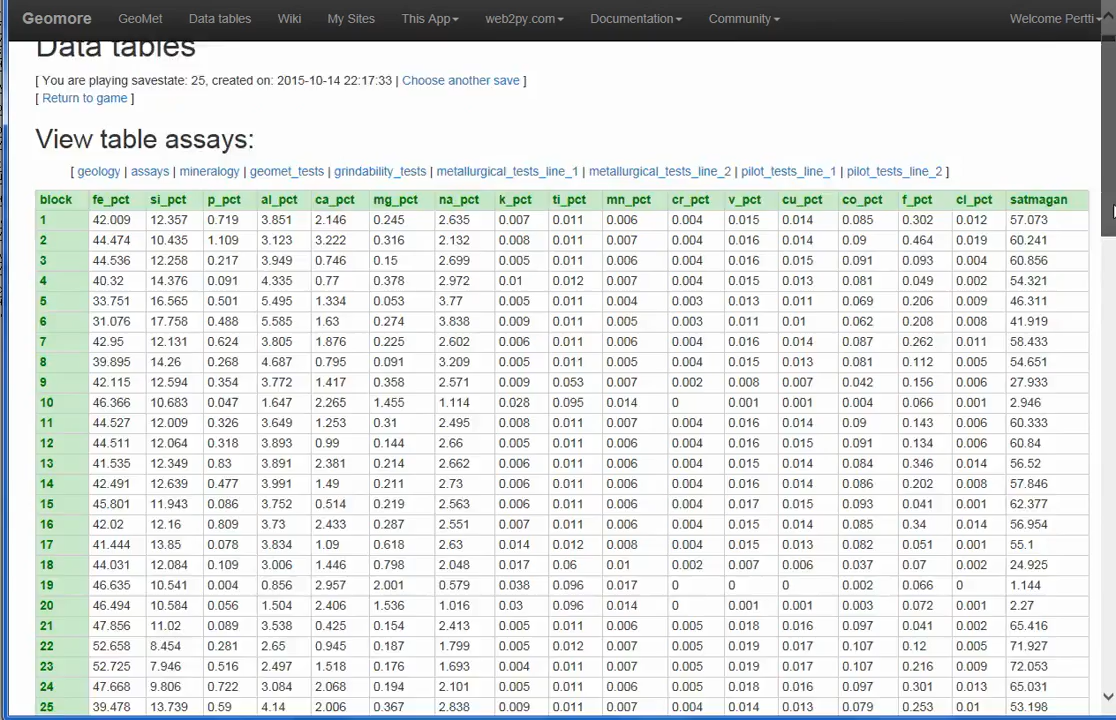 Geomore GeoMet Data tables Wiki My Sites This App web2py.com Documentation Community Welcome Pertti
Data tables
[ You are playing savestate: 25, created on: 2015-10-14 22:17:33 | Choose another save ]
[ Return to game ]
View table assays:
[ geology | assays | mineralogy | geomet_tests | grindability_tests | metallurgical_tests_line_1 | metallurgical_tests_line_2 | pilot_tests_line_1 | pilot_tests_line_2 ]
block fe_pct si_pct p_pct al_pct ca_pct mg_pct na_pct k_pct ti_pct mn_pct cr_pct v_pct cu_pct co_pct f_pct cl_pct satmagan
1 42.009 12.357 0.719 3.851 2.146 0.245 2.635 0.007 0.011 0.006 0.004 0.015 0.014 0.085 0.302 0.012 57.073
2 44.474 10.435 1.109 3.123 3.222 0.316 2.132 0.008 0.011 0.007 0.004 0.016 0.014 0.09 0.464 0.019 60.241
3 44.536 12.258 0.217 3.949 0.746 0.15 2.699 0.005 0.011 0.006 0.004 0.016 0.015 0.091 0.093 0.004 60.856
4 40.32 14.376 0.091 4.335 0.77 0.378 2.972 0.01 0.012 0.007 0.004 0.015 0.013 0.081 0.049 0.002 54.321
5 33.751 16.565 0.501 5.495 1.334 0.053 3.77 0.005 0.011 0.004 0.003 0.013 0.011 0.069 0.206 0.009 46.311
6 31.076 17.758 0.488 5.585 1.63 0.274 3.838 0.009 0.011 0.005 0.003 0.011 0.01 0.062 0.208 0.008 41.919
7 42.95 12.131 0.624 3.805 1.876 0.225 2.602 0.006 0.011 0.006 0.004 0.016 0.014 0.087 0.262 0.011 58.433
8 39.895 14.26 0.268 4.687 0.795 0.091 3.209 0.005 0.011 0.005 0.004 0.015 0.013 0.081 0.112 0.005 54.651
9 42.115 12.594 0.354 3.772 1.417 0.358 2.571 0.009 0.053 0.007 0.002 0.008 0.007 0.042 0.156 0.006 27.933
10 46.366 10.683 0.047 1.647 2.265 1.455 1.114 0.028 0.095 0.014 0 0.001 0.001 0.004 0.066 0.001 2.946
11 44.527 12.009 0.326 3.649 1.253 0.31 2.495 0.008 0.011 0.007 0.004 0.016 0.014 0.09 0.143 0.006 60.333
12 44.511 12.064 0.318 3.893 0.99 0.144 2.66 0.005 0.011 0.006 0.004 0.016 0.015 0.091 0.134 0.006 60.84
13 41.535 12.349 0.83 3.891 2.381 0.214 2.662 0.006 0.011 0.006 0.004 0.015 0.014 0.084 0.346 0.014 56.52
14 42.491 12.639 0.477 3.991 1.49 0.211 2.73 0.006 0.011 0.006 0.004 0.016 0.014 0.086 0.202 0.008 57.846
15 45.801 11.943 0.086 3.752 0.514 0.219 2.563 0.006 0.011 0.006 0.004 0.017 0.015 0.093 0.041 0.001 62.377
16 42.02 12.16 0.809 3.73 2.433 0.287 2.551 0.007 0.011 0.006 0.004 0.015 0.014 0.085 0.34 0.014 56.954
17 41.444 13.85 0.078 3.834 1.09 0.618 2.63 0.014 0.012 0.008 0.004 0.015 0.013 0.082 0.051 0.001 55.1
18 44.031 12.084 0.109 3.006 1.446 0.798 2.048 0.017 0.06 0.01 0.002 0.007 0.006 0.037 0.07 0.002 24.925
19 46.635 10.541 0.004 0.856 2.957 2.001 0.579 0.038 0.096 0.017 0 0 0 0.002 0.066 0 1.144
20 46.494 10.584 0.056 1.504 2.406 1.536 1.016 0.03 0.096 0.014 0 0.001 0.001 0.003 0.072 0.001 2.27
21 47.856 11.02 0.089 3.538 0.425 0.154 2.413 0.005 0.011 0.006 0.005 0.018 0.016 0.097 0.041 0.002 65.416
22 52.658 8.454 0.281 2.65 0.945 0.187 1.799 0.005 0.012 0.007 0.005 0.019 0.017 0.107 0.12 0.005 71.927
23 52.725 7.946 0.516 2.497 1.518 0.176 1.693 0.004 0.011 0.007 0.005 0.019 0.017 0.107 0.216 0.009 72.053
24 47.668 9.806 0.722 3.084 2.068 0.194 2.101 0.005 0.011 0.006 0.005 0.018 0.016 0.097 0.301 0.013 65.031
25 39.478 13.739 0.59 4.14 2.006 0.367 2.838 0.009 0.011 0.007 0.004 0.014 0.013 0.079 0.253 0.01 53.198